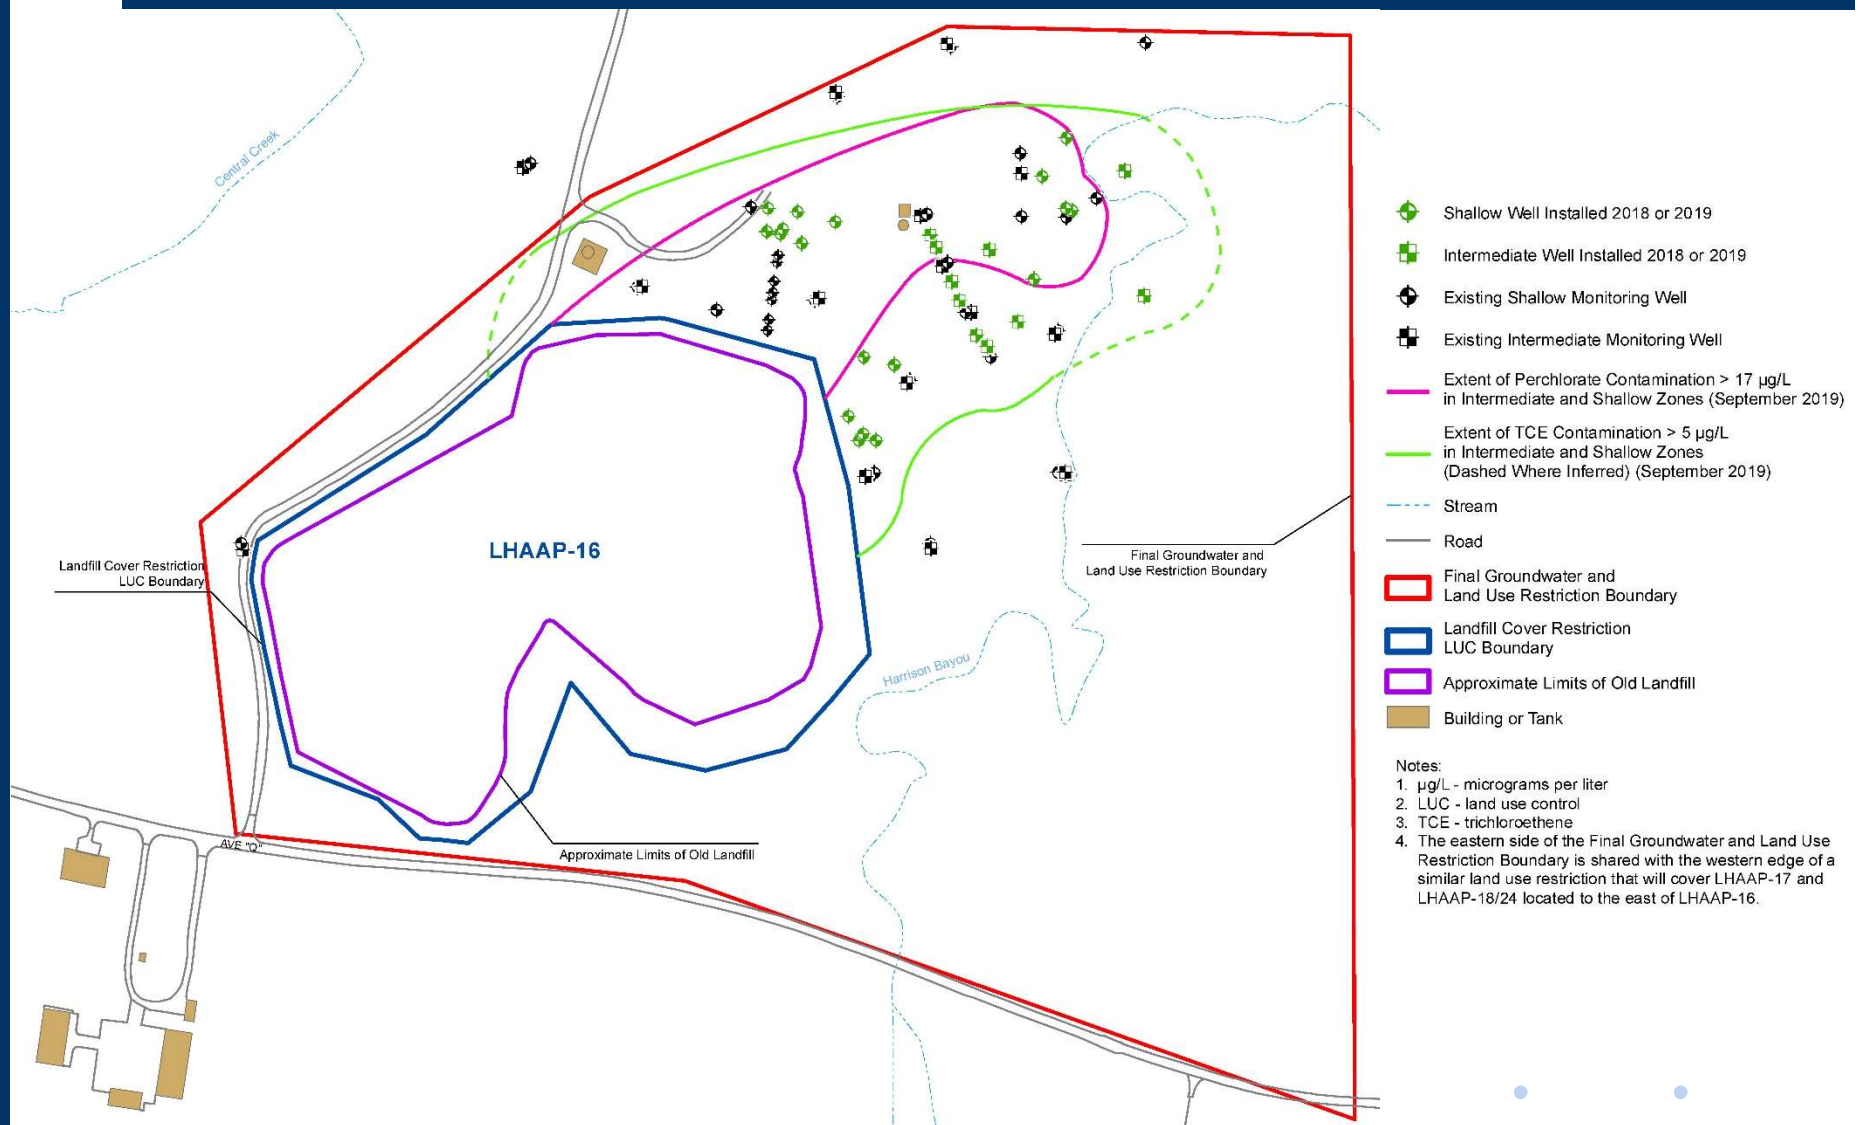 Central Creek
LHAAP-16
Landfill Cover Restriction
LUC Boundary
Final Groundwater and
Land Use Restriction Boundary
Harrison Bayou
AVE "Q"
Approximate Limits of Old Landfill
Shallow Well Installed 2018 or 2019
Intermediate Well Installed 2018 or 2019
Existing Shallow Monitoring Well
Existing Intermediate Monitoring Well
Extent of Perchlorate Contamination > 17 µg/L
in Intermediate and Shallow Zones (September 2019)
Extent of TCE Contamination > 5 µg/L
in Intermediate and Shallow Zones
(Dashed Where Inferred) (September 2019)
Stream
Road
Final Groundwater and
Land Use Restriction Boundary
Landfill Cover Restriction
LUC Boundary
Approximate Limits of Old Landfill
Building or Tank
Notes:
1. µg/L - micrograms per liter
2. LUC - land use control
3. TCE - trichloroethene
4. The eastern side of the Final Groundwater and Land Use
Restriction Boundary is shared with the western edge of a
similar land use restriction that will cover LHAAP-17 and
LHAAP-18/24 located to the east of LHAAP-16.